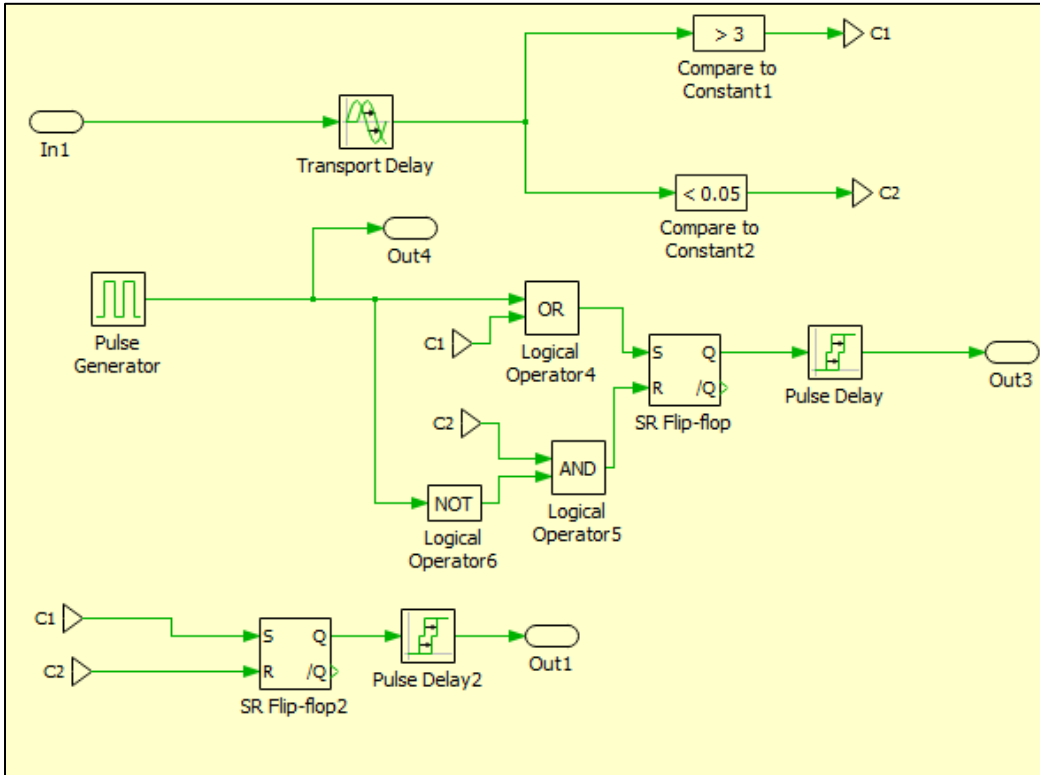 > 3
C1
Compare to
Constant1
In1
Transport Delay
< 0.05
C2
Compare to
Constant2
Out4
Pulse
Generator
OR
C1
Logical
Operator4
S
Q
R
/Q
SR Flip-flop
Pulse Delay
Out3
C2
AND
Logical
Operator5
NOT
Logical
Operator6
C1
C2
S
Q
R
/Q
SR Flip-flop2
Pulse Delay2
Out1